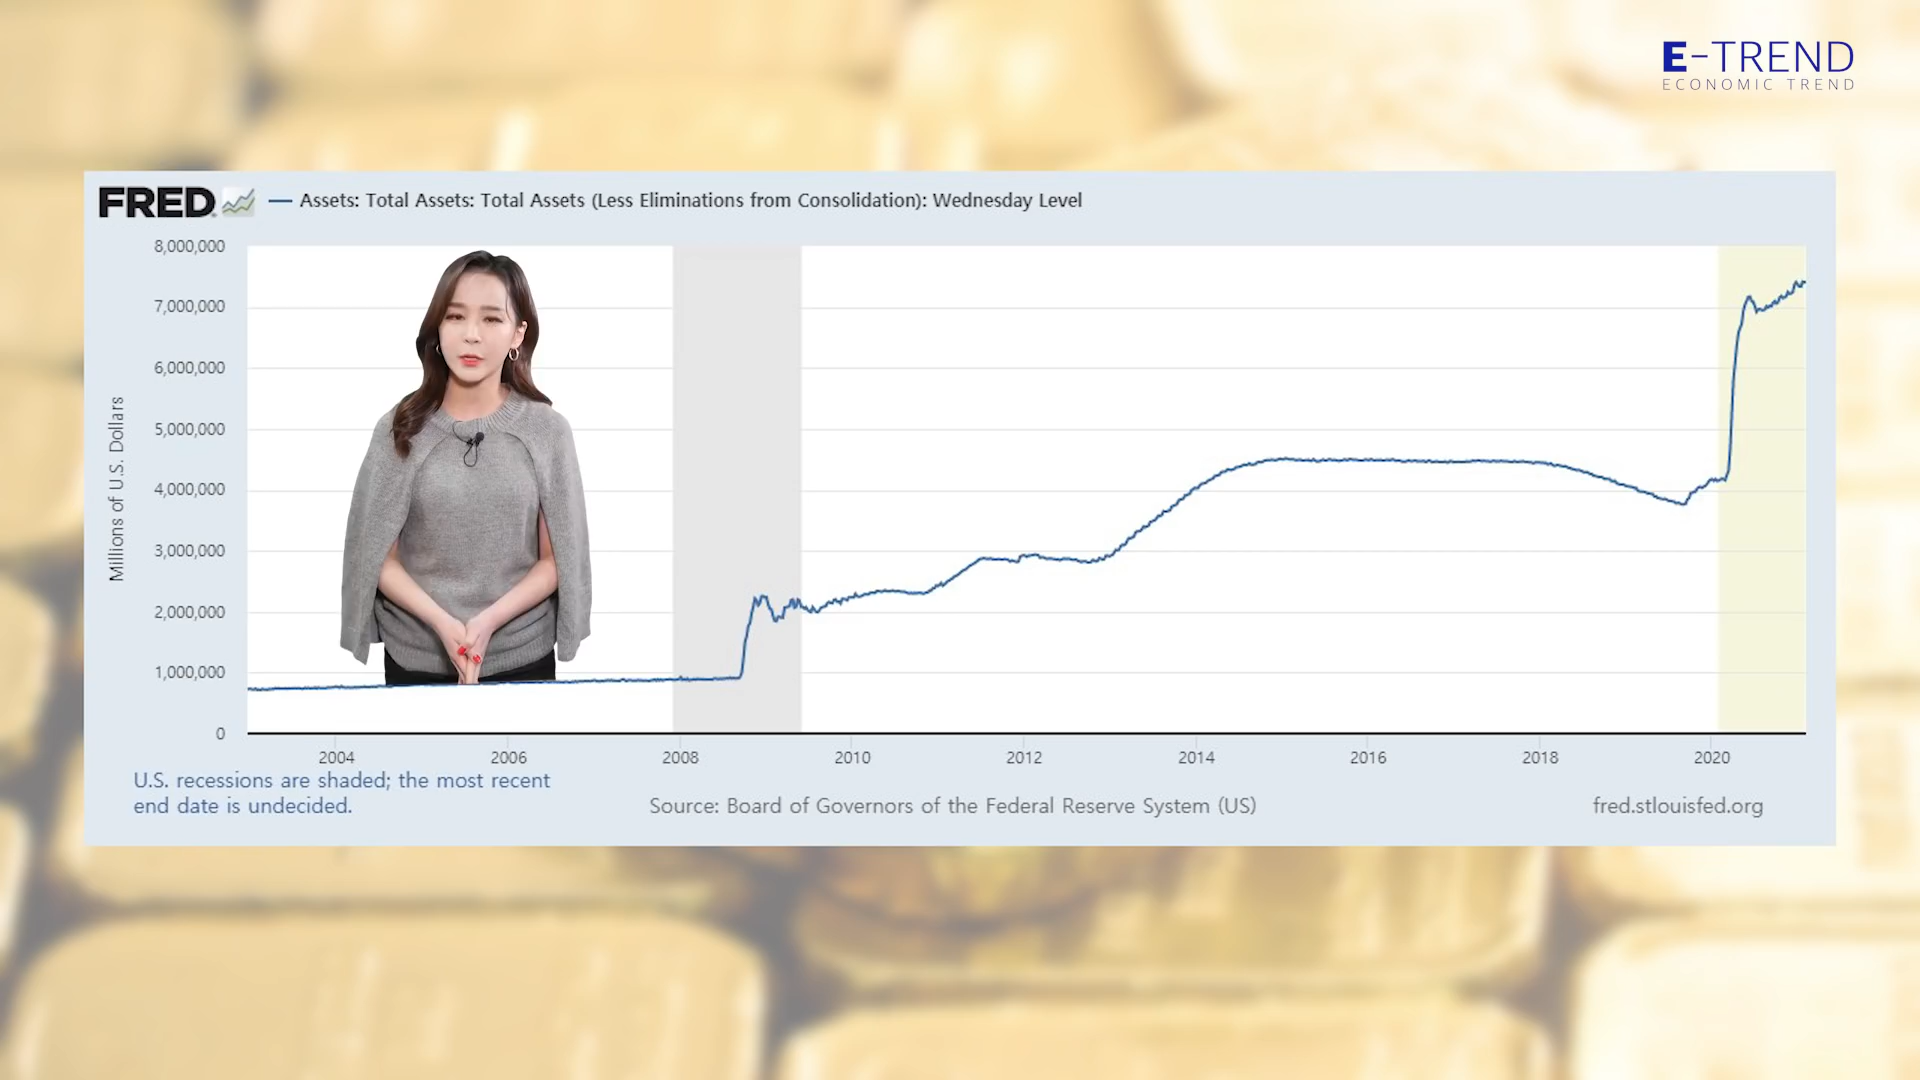 E-TREND
ECONOMIC TREND
FRED
Assets: Total Assets: Total Assets (Less Eliminations from Consolidation): Wednesday Level
8,000,000
7,000,000
6,000,000
5,000,000
4,000,000
3,000,000
2,000,000
1,000,000
0
Millions of U.S. Dollars
2004
2006
2008
2010
2012
2014
2016
2018
2020
U.S. recessions are shaded; the most recent
end date is undecided.
Source: Board of Governors of the Federal Reserve System (US)
fred.stlouisfed.org